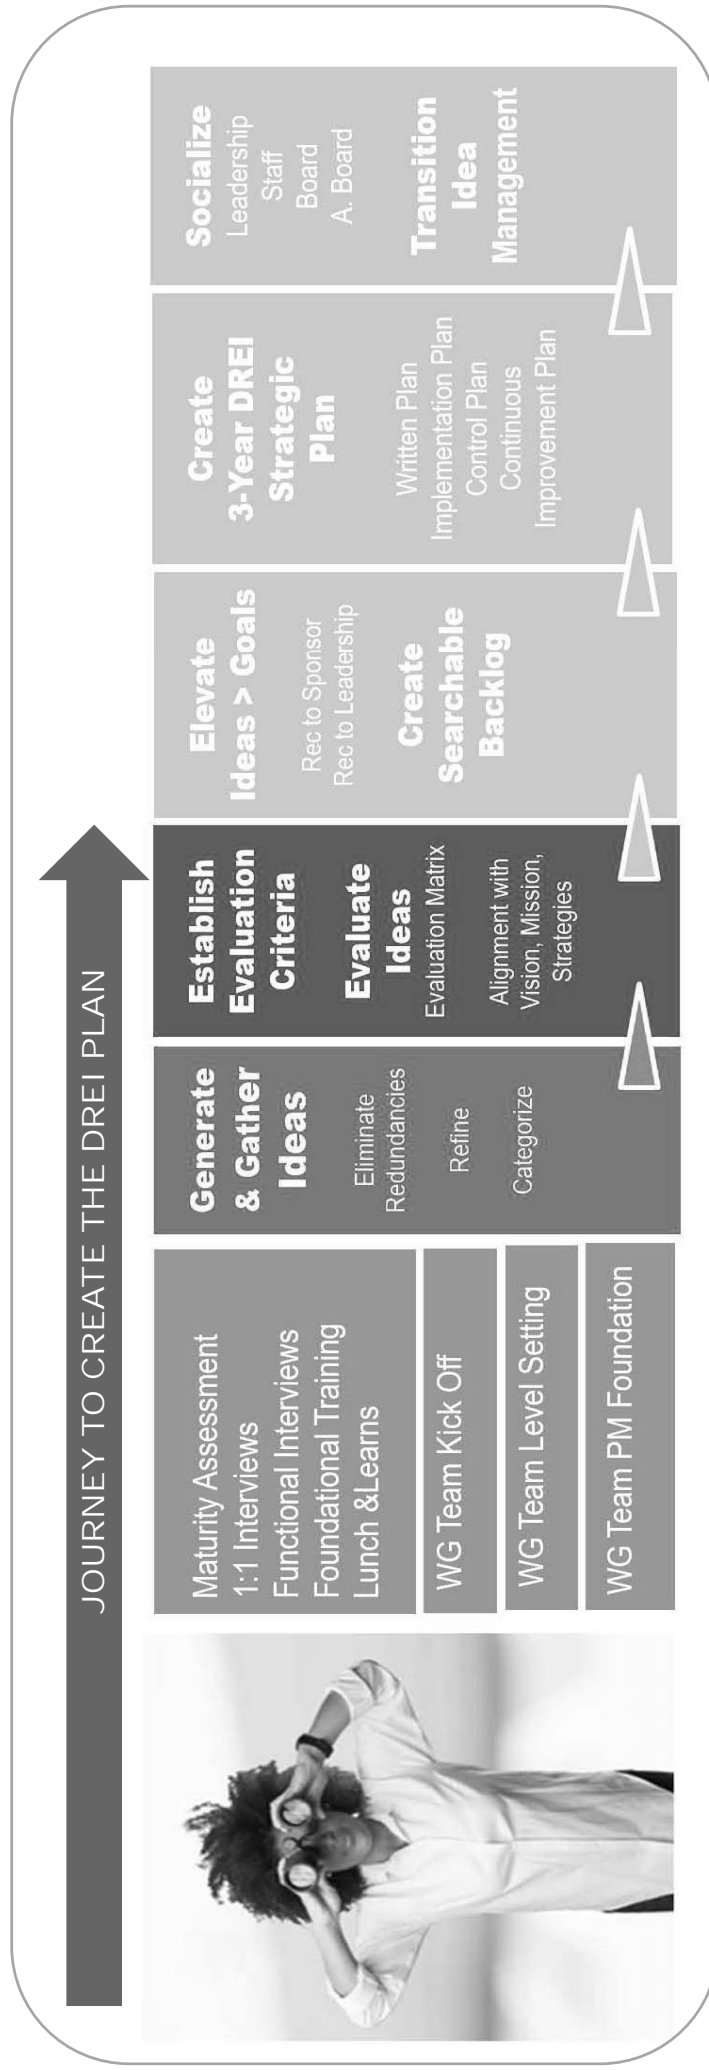 JOURNEY TO CREATE THE DREI PLAN
Maturity Assessment
1:1 Interviews
Functional Interviews
Foundational Training
Lunch &Learns
WG Team Kick Off
WG Team Level Setting
WG Team PM Foundation
Generate
& Gather
Ideas
Eliminate
Redundancies
Refine
Categorize
Establish
Evaluation
Criteria
Evaluate
Ideas
Evaluation Matrix
Alignment with
Vision, Mission,
Strategies
Elevate
Ideas > Goals
Rec to Sponsor
Rec to Leadership
Create
Searchable
Backlog
Create
3-Year DREI
Strategic
Plan
Written Plan
Implementation Plan
Control Plan
Continuous
Improvement Plan
Socialize
Leadership
Staff
Board
A. Board
Transition
Idea
Management